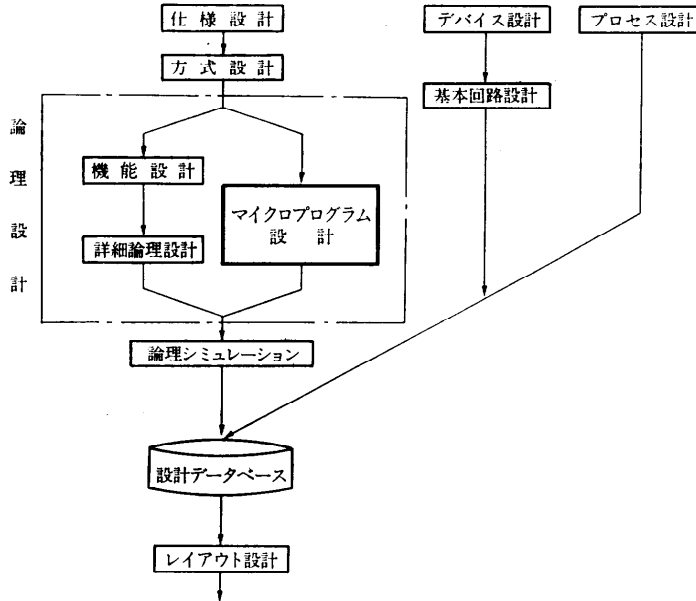 仕様設計
デバイス設計
プロセス設計
方式設計
基本回路設計
論理設計
機能設計
マイクロプログラム
設計
詳細論理設計
論理シミュレーション
設計データベース
レイアウト設計